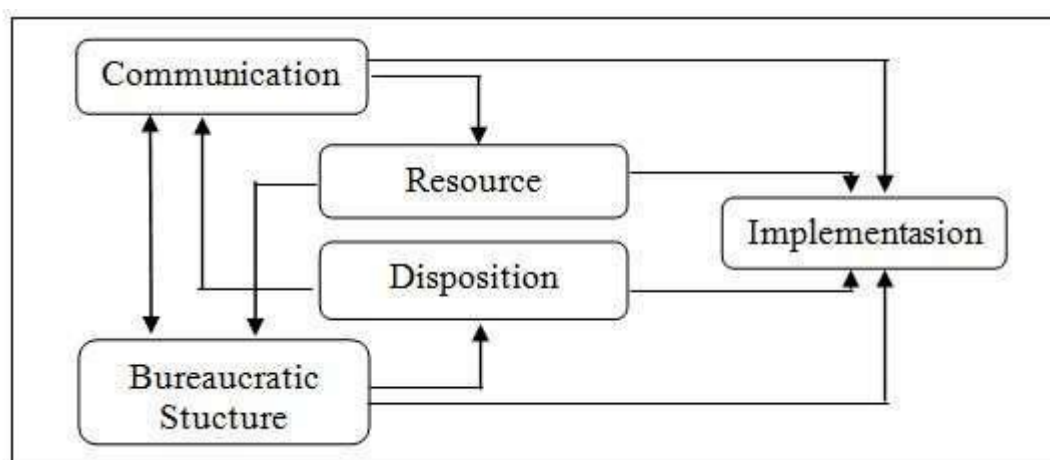 Communication
Resource
Implementasion
Disposition
Bureaucratic
Stucture